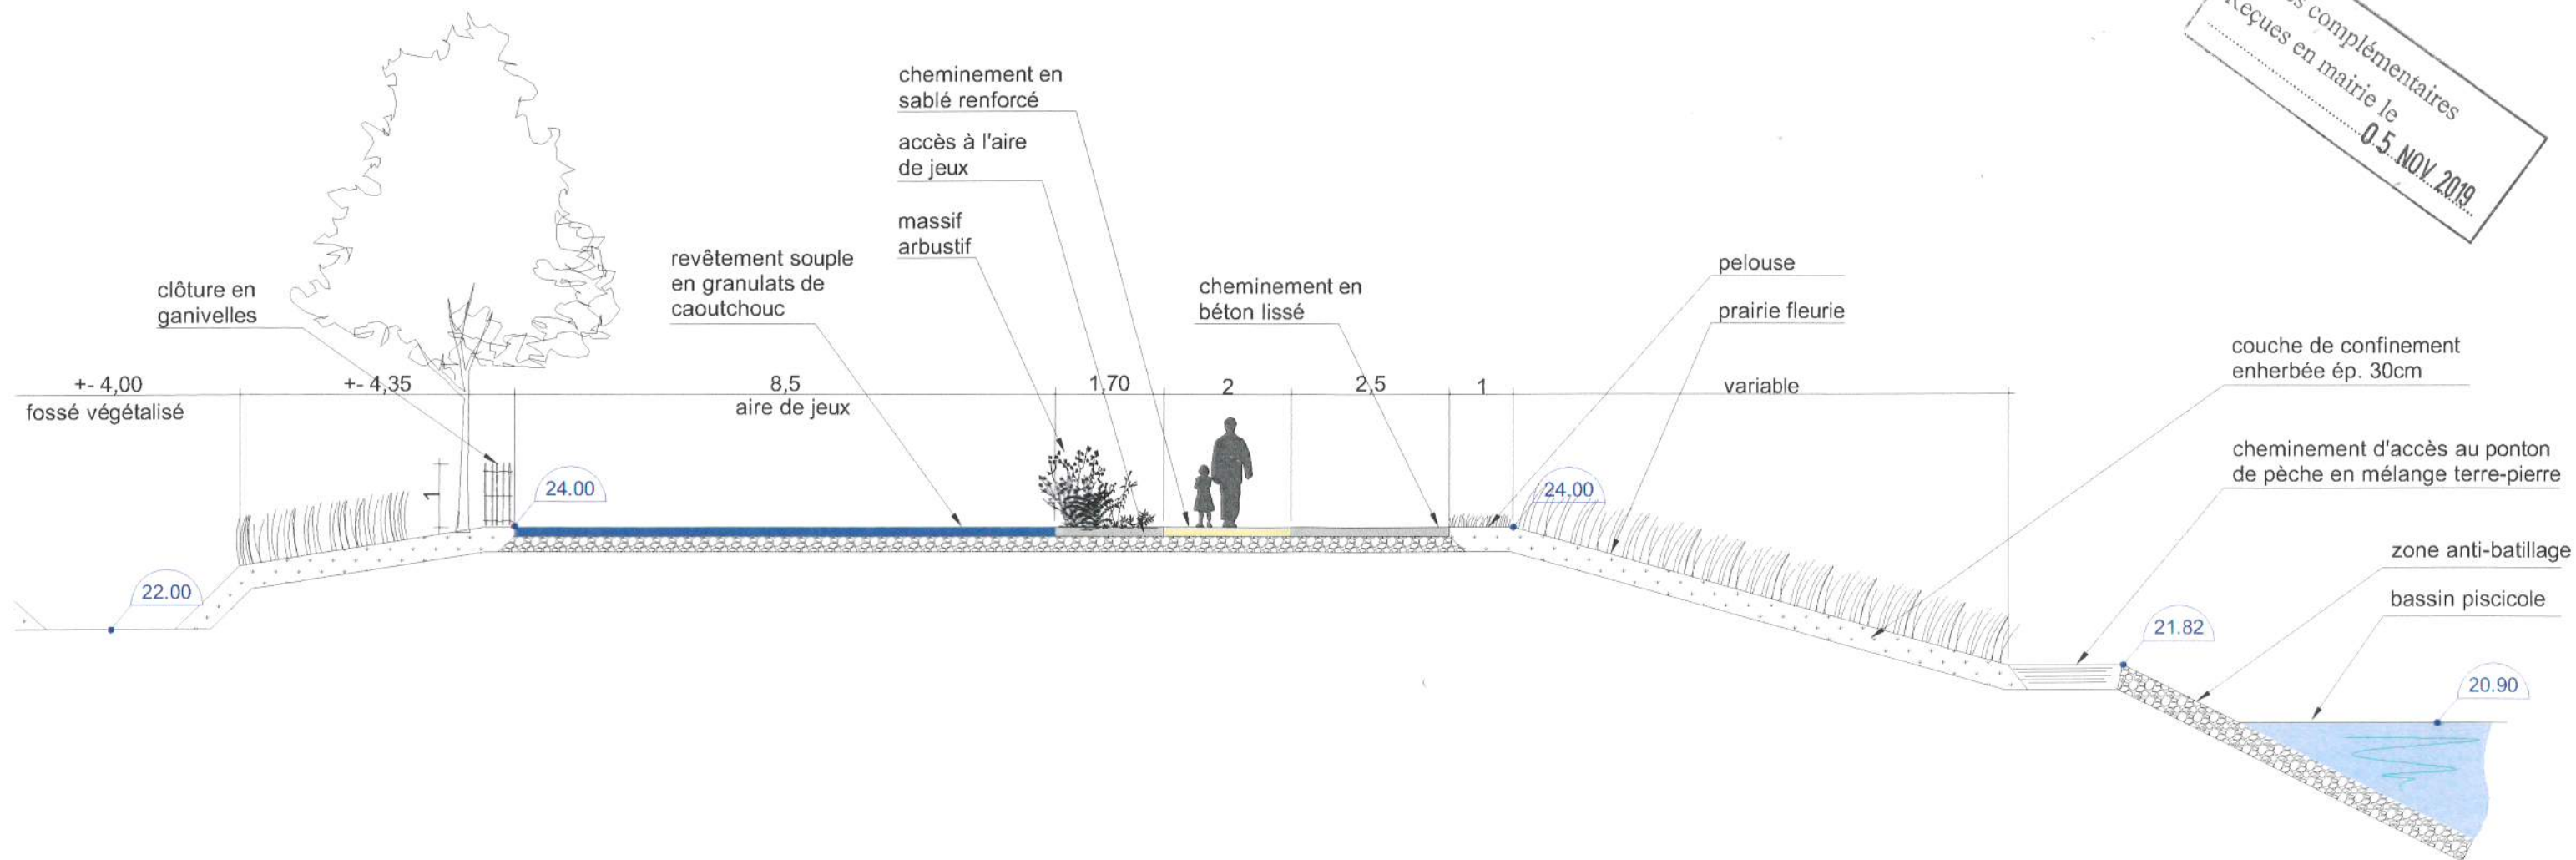 s complémentaires
Reçues en mairie le
05 NOV 2019
cheminement en
sablé renforcé
accès à l'aire
de jeux
massif
arbustif
revêtement souple
en granulats de
caoutchouc
clôture en
ganivelles
cheminement en
béton lissé
pelouse
prairie fleurie
couche de confinement
enherbée ép. 30cm
cheminement d'accès au ponton
de pèche en mélange terre-pierre
zone anti-batillage
bassin piscicole
+- 4,00
fossé végétalisé
+- 4,35
8,5
aire de jeux
1,70
2
2,5
1
variable
1
24.00
24.00
22.00
21.82
20.90